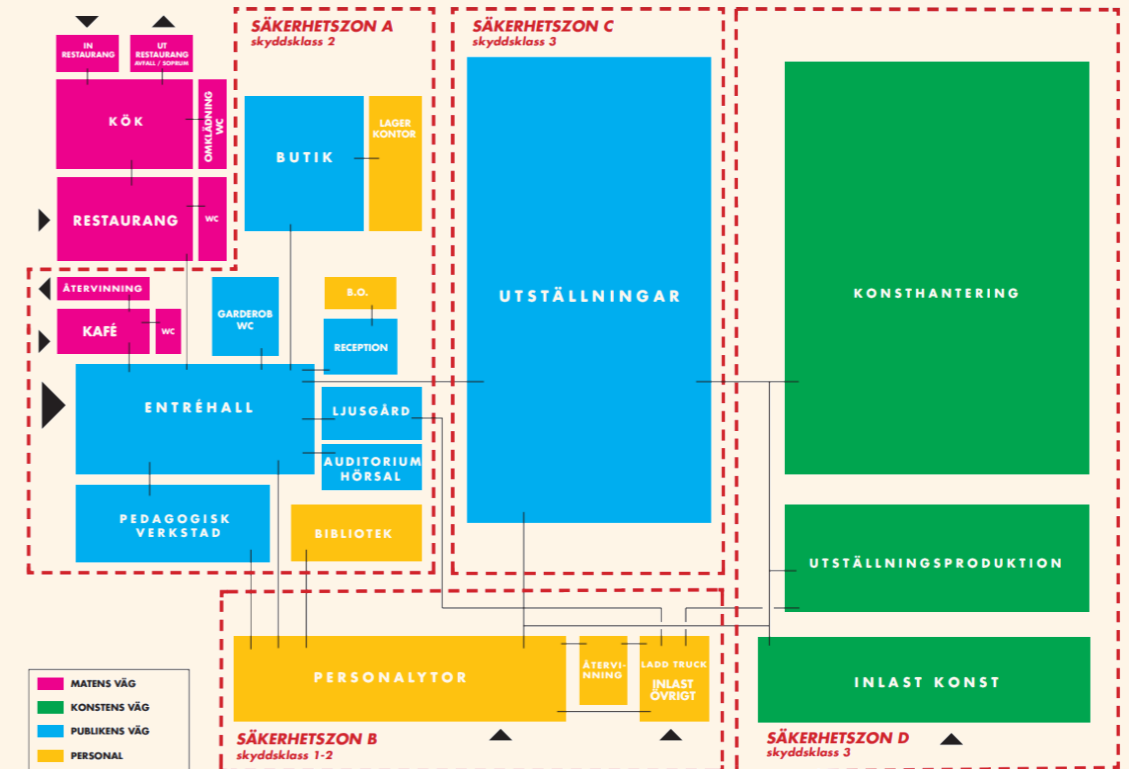 IN
RESTAURANG
UT
RESTAURANG
AVFALL / SOPRUM
KÖK
OMKLÄDNING
WC
RESTAURANG
WC
ÅTERVINNING
KAFÉ
WC
SÄKERHETSZON A
skyddsklass 2
BUTIK
LAGER
KONTOR
GARDEROB
WC
B.O.
RECEPTION
ENTRÉHALL
LJUSGÅRD
AUDITORIUM
HÖRSAL
PEDAGOGISK
VERKSTAD
BIBLIOTEK
SÄKERHETSZON C
skyddsklass 3
UTSTÄLLNINGAR
KONSTHANTERING
UTSTÄLLNINGSPRODUKTION
INLAST KONST
SÄKERHETSZON D
skyddsklass 3
PERSONALYTOR
ÅTERVI-
NNING
LADD TRUCK
INLAST
ÖVRIGT
SÄKERHETSZON B
skyddsklass 1-2
MATENS VÄG
KONSTENS VÄG
PUBLIKENS VÄG
PERSONAL